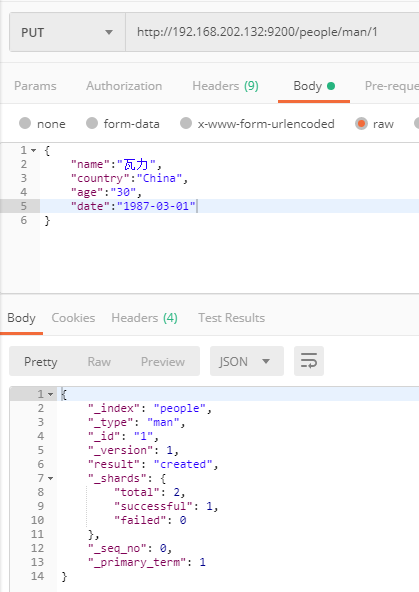 PUT http://192.168.202.132:9200/people/man/1
Params Authorization Headers (9) Body Pre-reque
none form-data x-www-form-urlencoded raw
1 {
2 "name":"瓦力",
3 "country":"China",
4 "age":"30",
5 "date":"1987-03-01"
6 }
Body Cookies Headers (4) Test Results
Pretty Raw Preview JSON
1 {
2 "_index": "people",
3 "_type": "man",
4 "_id": "1",
5 "_version": 1,
6 "result": "created",
7 "_shards": {
8 "total": 2,
9 "successful": 1,
10 "failed": 0
11 },
12 "_seq_no": 0,
13 "_primary_term": 1
14 }